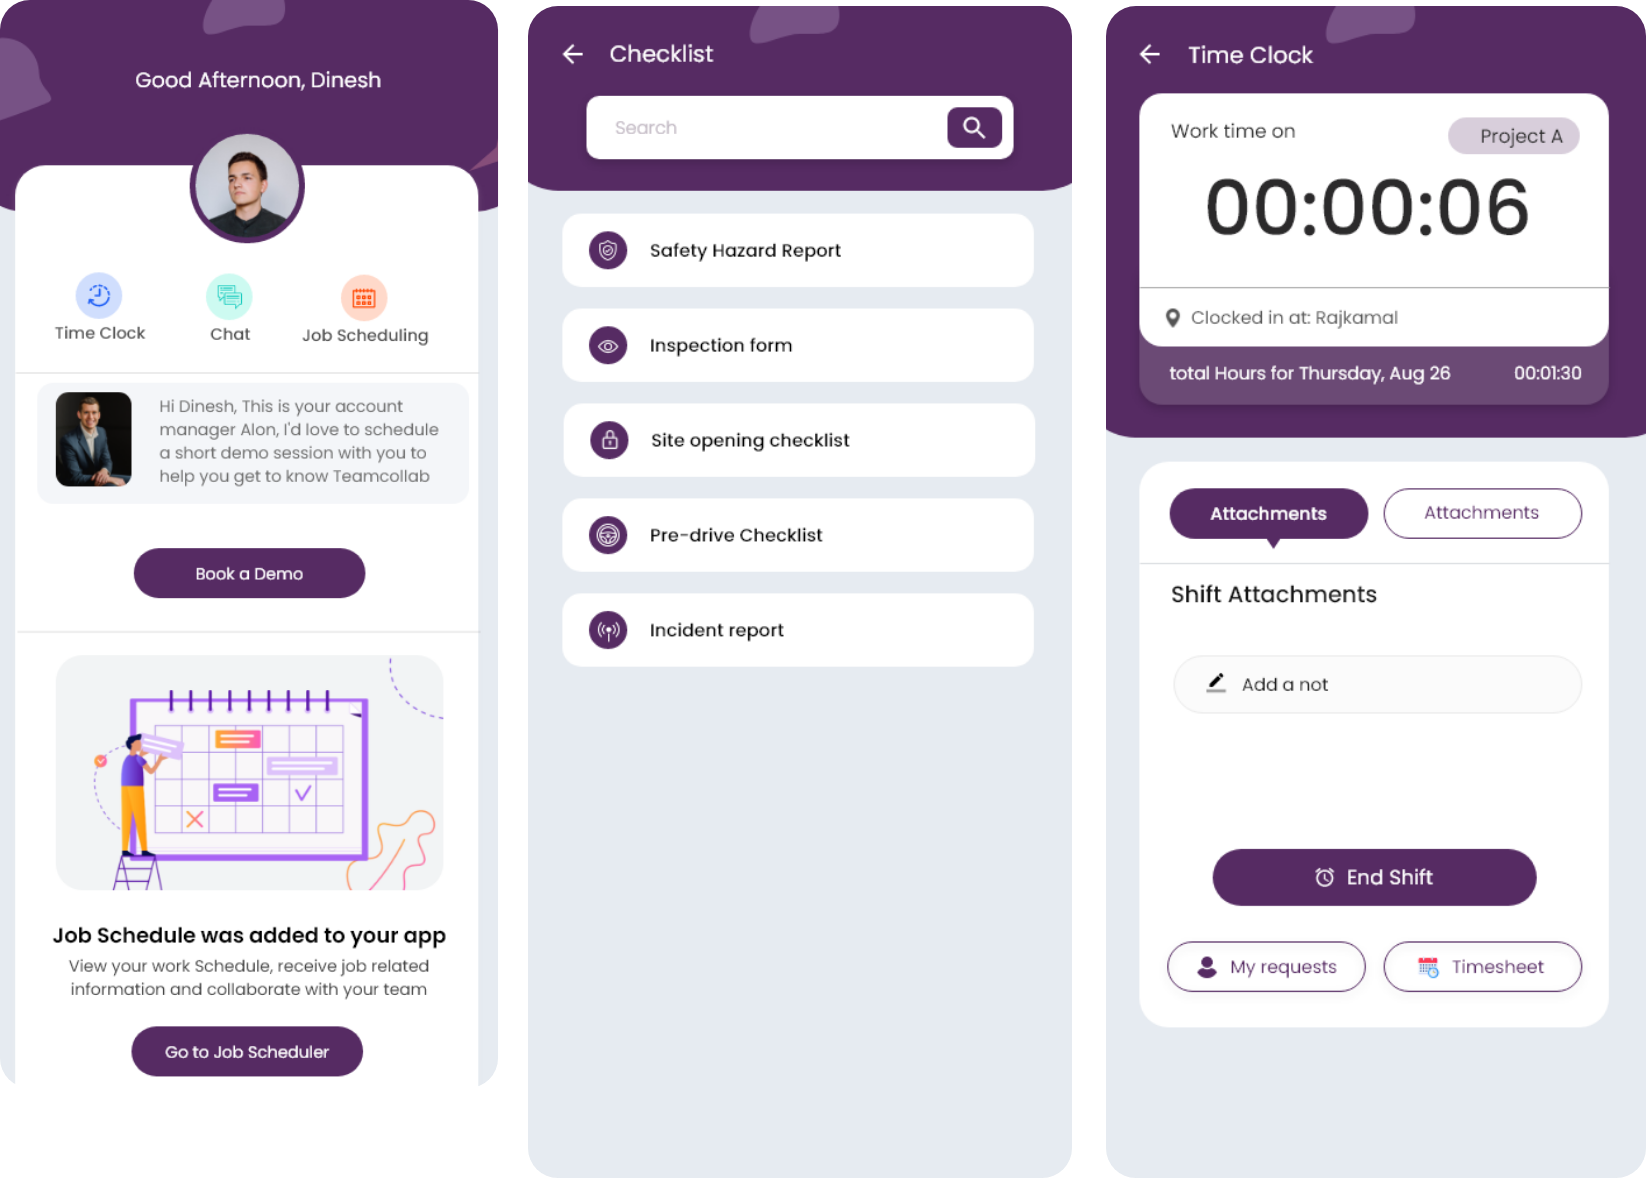 Good Afternoon, Dinesh
Time Clock
Chat
Job Scheduling
Hi Dinesh, This is your account
manager Alon, I'd love to schedule
a short demo session with you to
help you get to know Teamcollab
Book a Demo
Job Schedule was added to your app
View your work Schedule, receive job related
information and collaborate with your team
Go to Job Scheduler
Checklist
Search
Safety Hazard Report
Inspection form
Site opening checklist
Pre-drive Checklist
Incident report
Time Clock
Work time on
Project A
00:00:06
Clocked in at: Rajkamal
total Hours for Thursday, Aug 26
00:01:30
Attachments
Attachments
Shift Attachments
Add a not
End Shift
My requests
Timesheet